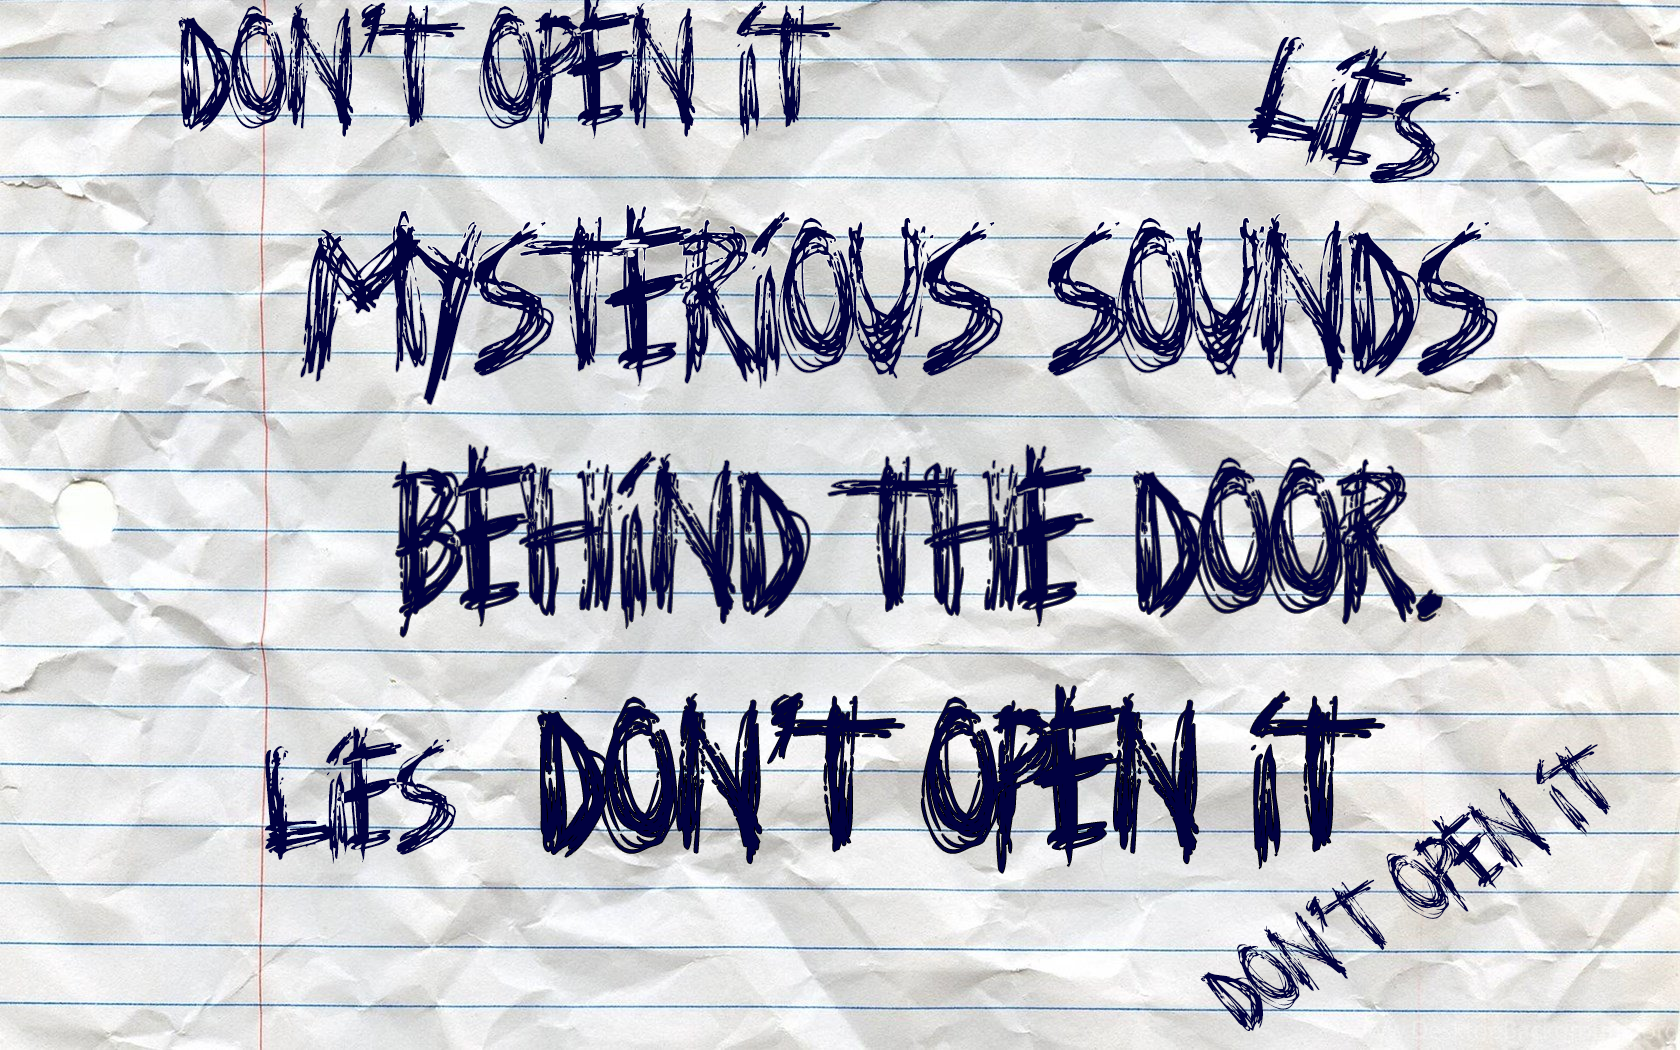 DON'T OPEN iT
LiES
MYSTERiOUS SOUNDS
BEHiND THE DOOR.
LiES DON'T OPEN iT
DON'T OPEN iT